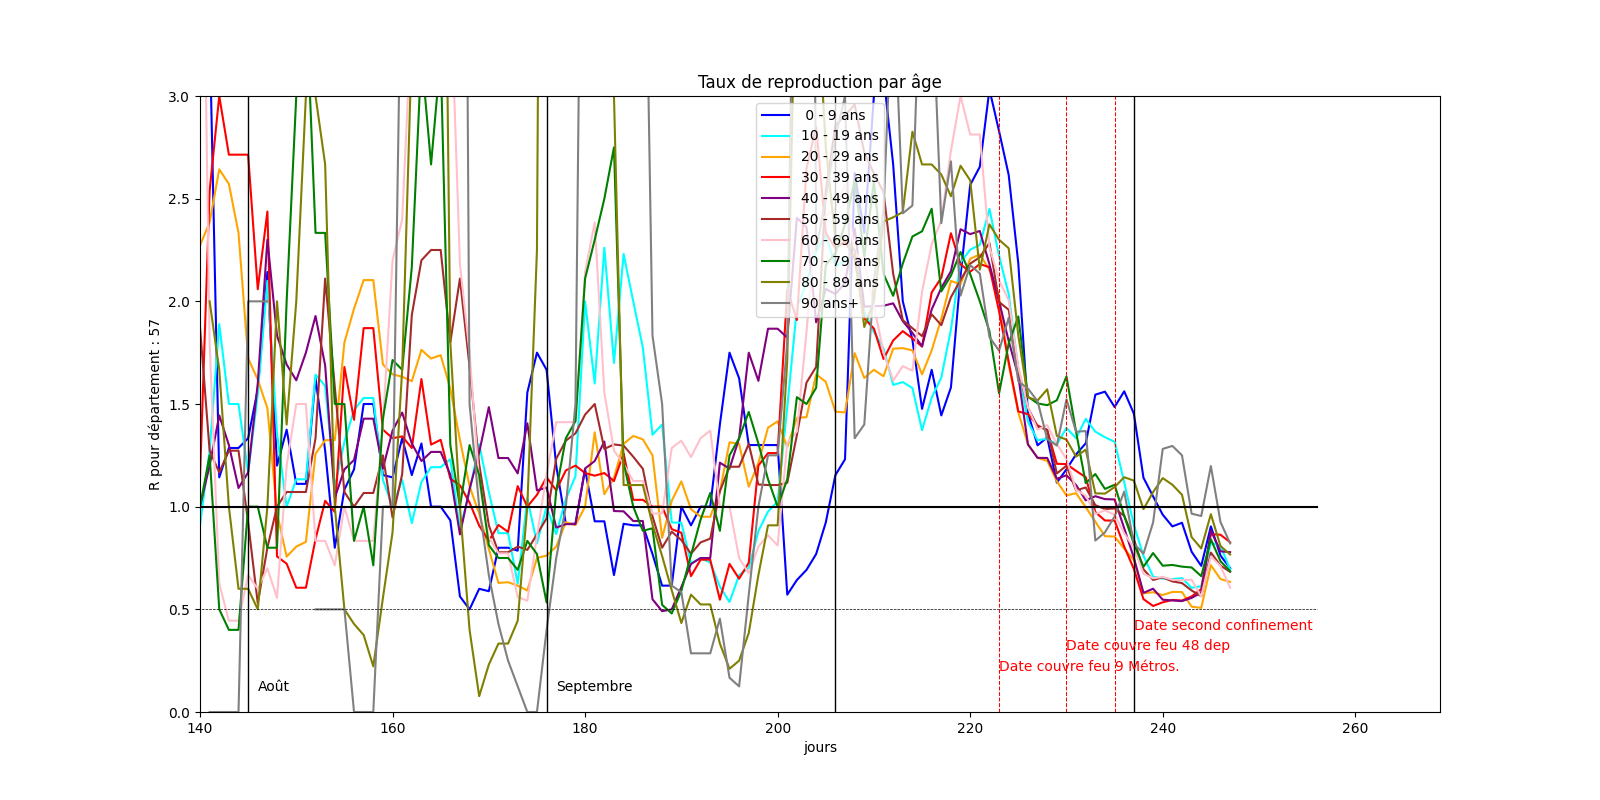 Taux de reproduction par âge
R pour département : 57
3.0
2.5
2.0
1.5
1.0
0.5
0.0
0 - 9 ans
10 - 19 ans
20 - 29 ans
30 - 39 ans
40 - 49 ans
50 - 59 ans
60 - 69 ans
70 - 79 ans
80 - 89 ans
90 ans+
Date second confinement
Date couvre feu 48 dep
Date couvre feu 9 Métros.
Août
Septembre
140
160
180
200
220
240
260
jours